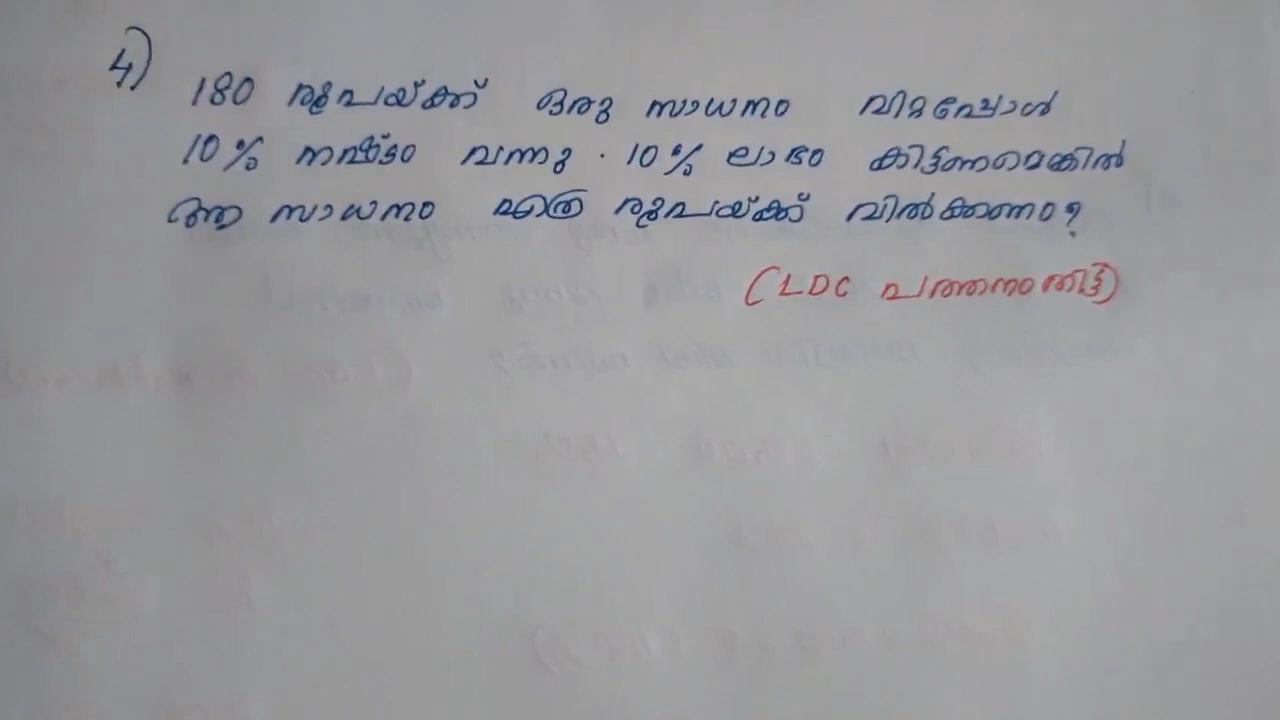 4)
180 രൂപയ്ക്ക് ഒരു സാധനം വിറ്റപ്പോൾ
10% നഷ്ടം വന്നു . 10% ലാഭം കിട്ടണമെങ്കിൽ
ആ സാധനം എത്ര രൂപയ്ക്ക് വിൽക്കണം?
(LDC പത്തനംതിട്ട)